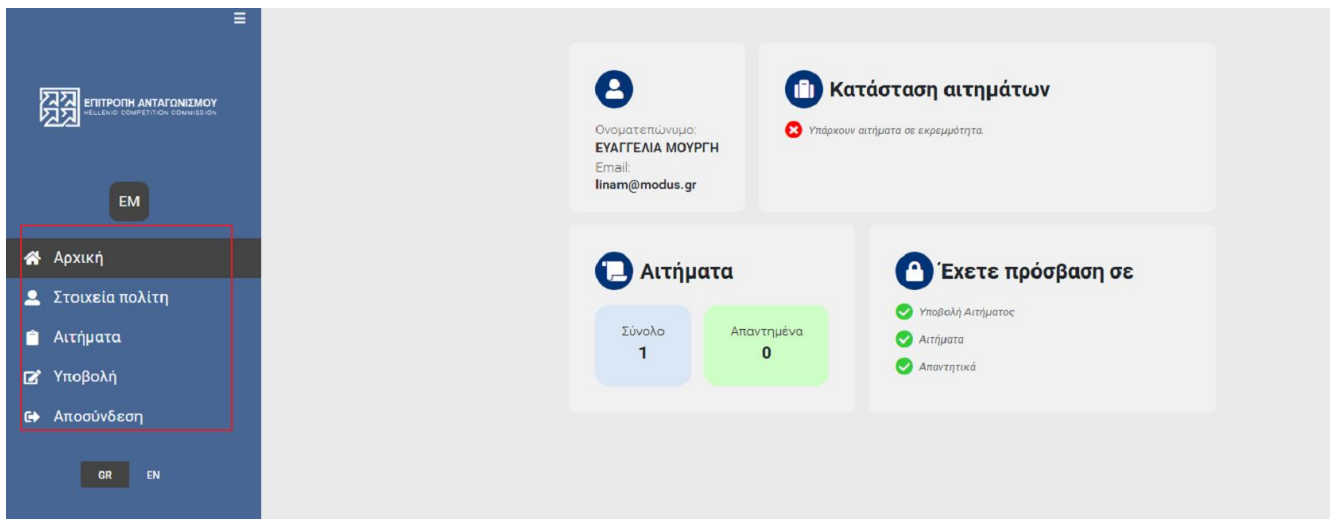 ΕΠΙΤΡΟΠΗ ΑΝΤΑΓΩΝΙΣΜΟΥ
HELLENIC COMPETITION COMMISSION
EM
Αρχική
Στοιχεία πολίτη
Αιτήματα
Υποβολή
Αποσύνδεση
GR EN
Ονοματεπώνυμο:
ΕΥΑΓΓΕΛΙΑ ΜΟΥΡΓΗ
Email:
linam@modus.gr
Κατάσταση αιτημάτων
Υπάρχουν αιτήματα σε εκρεμμότητα.
Αιτήματα
Σύνολο
1
Απαντημένα
0
Έχετε πρόσβαση σε
Υποβολή Αιτήματος
Αιτήματα
Απαντητικά